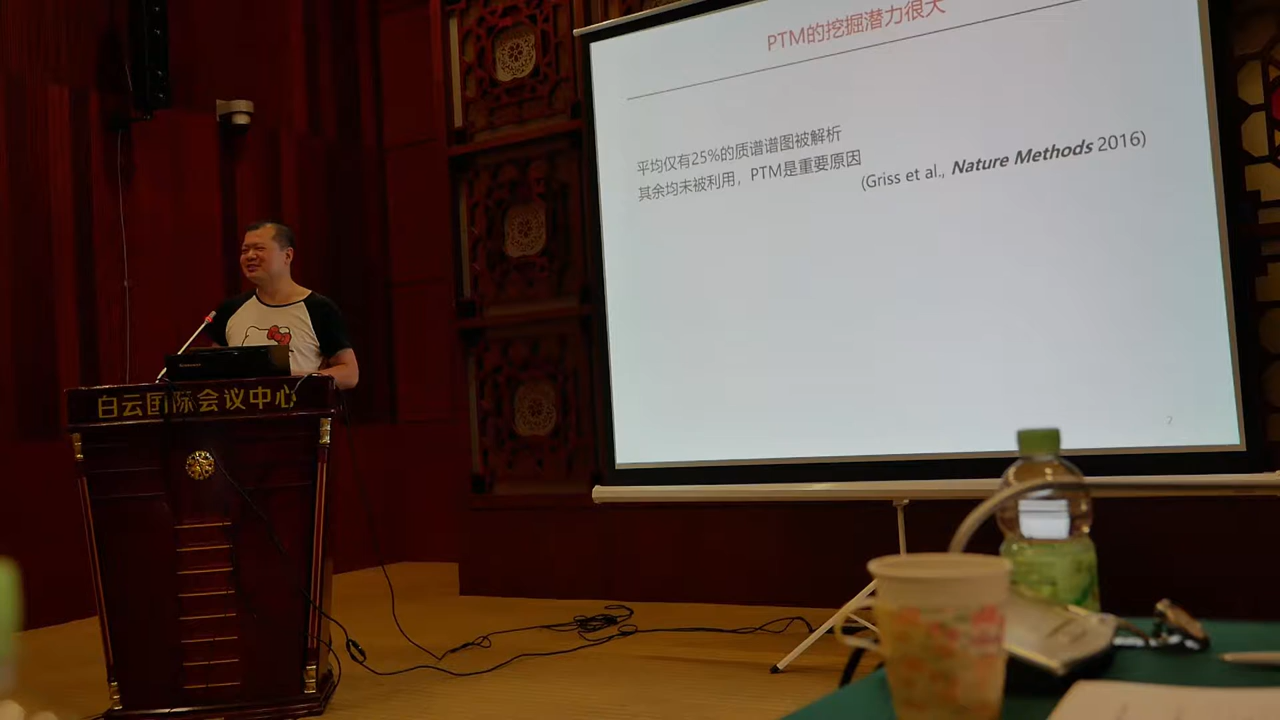 PTM的挖掘潜力很大
平均仅有25%的质谱谱图被解析
其余均未被利用，PTM是重要原因
(Griss et al., Nature Methods 2016)
2
白云国际会议中心